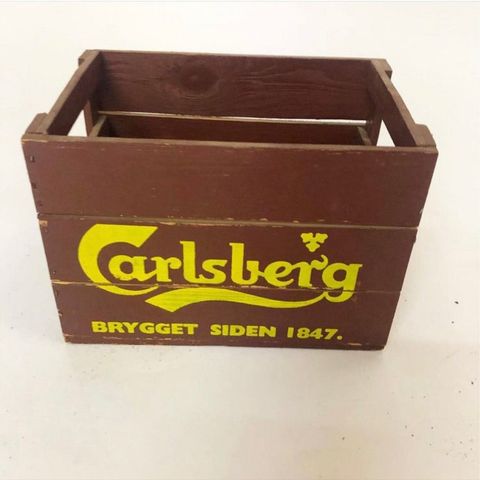 Carlsberg
BRYGGET SIDEN 1847.